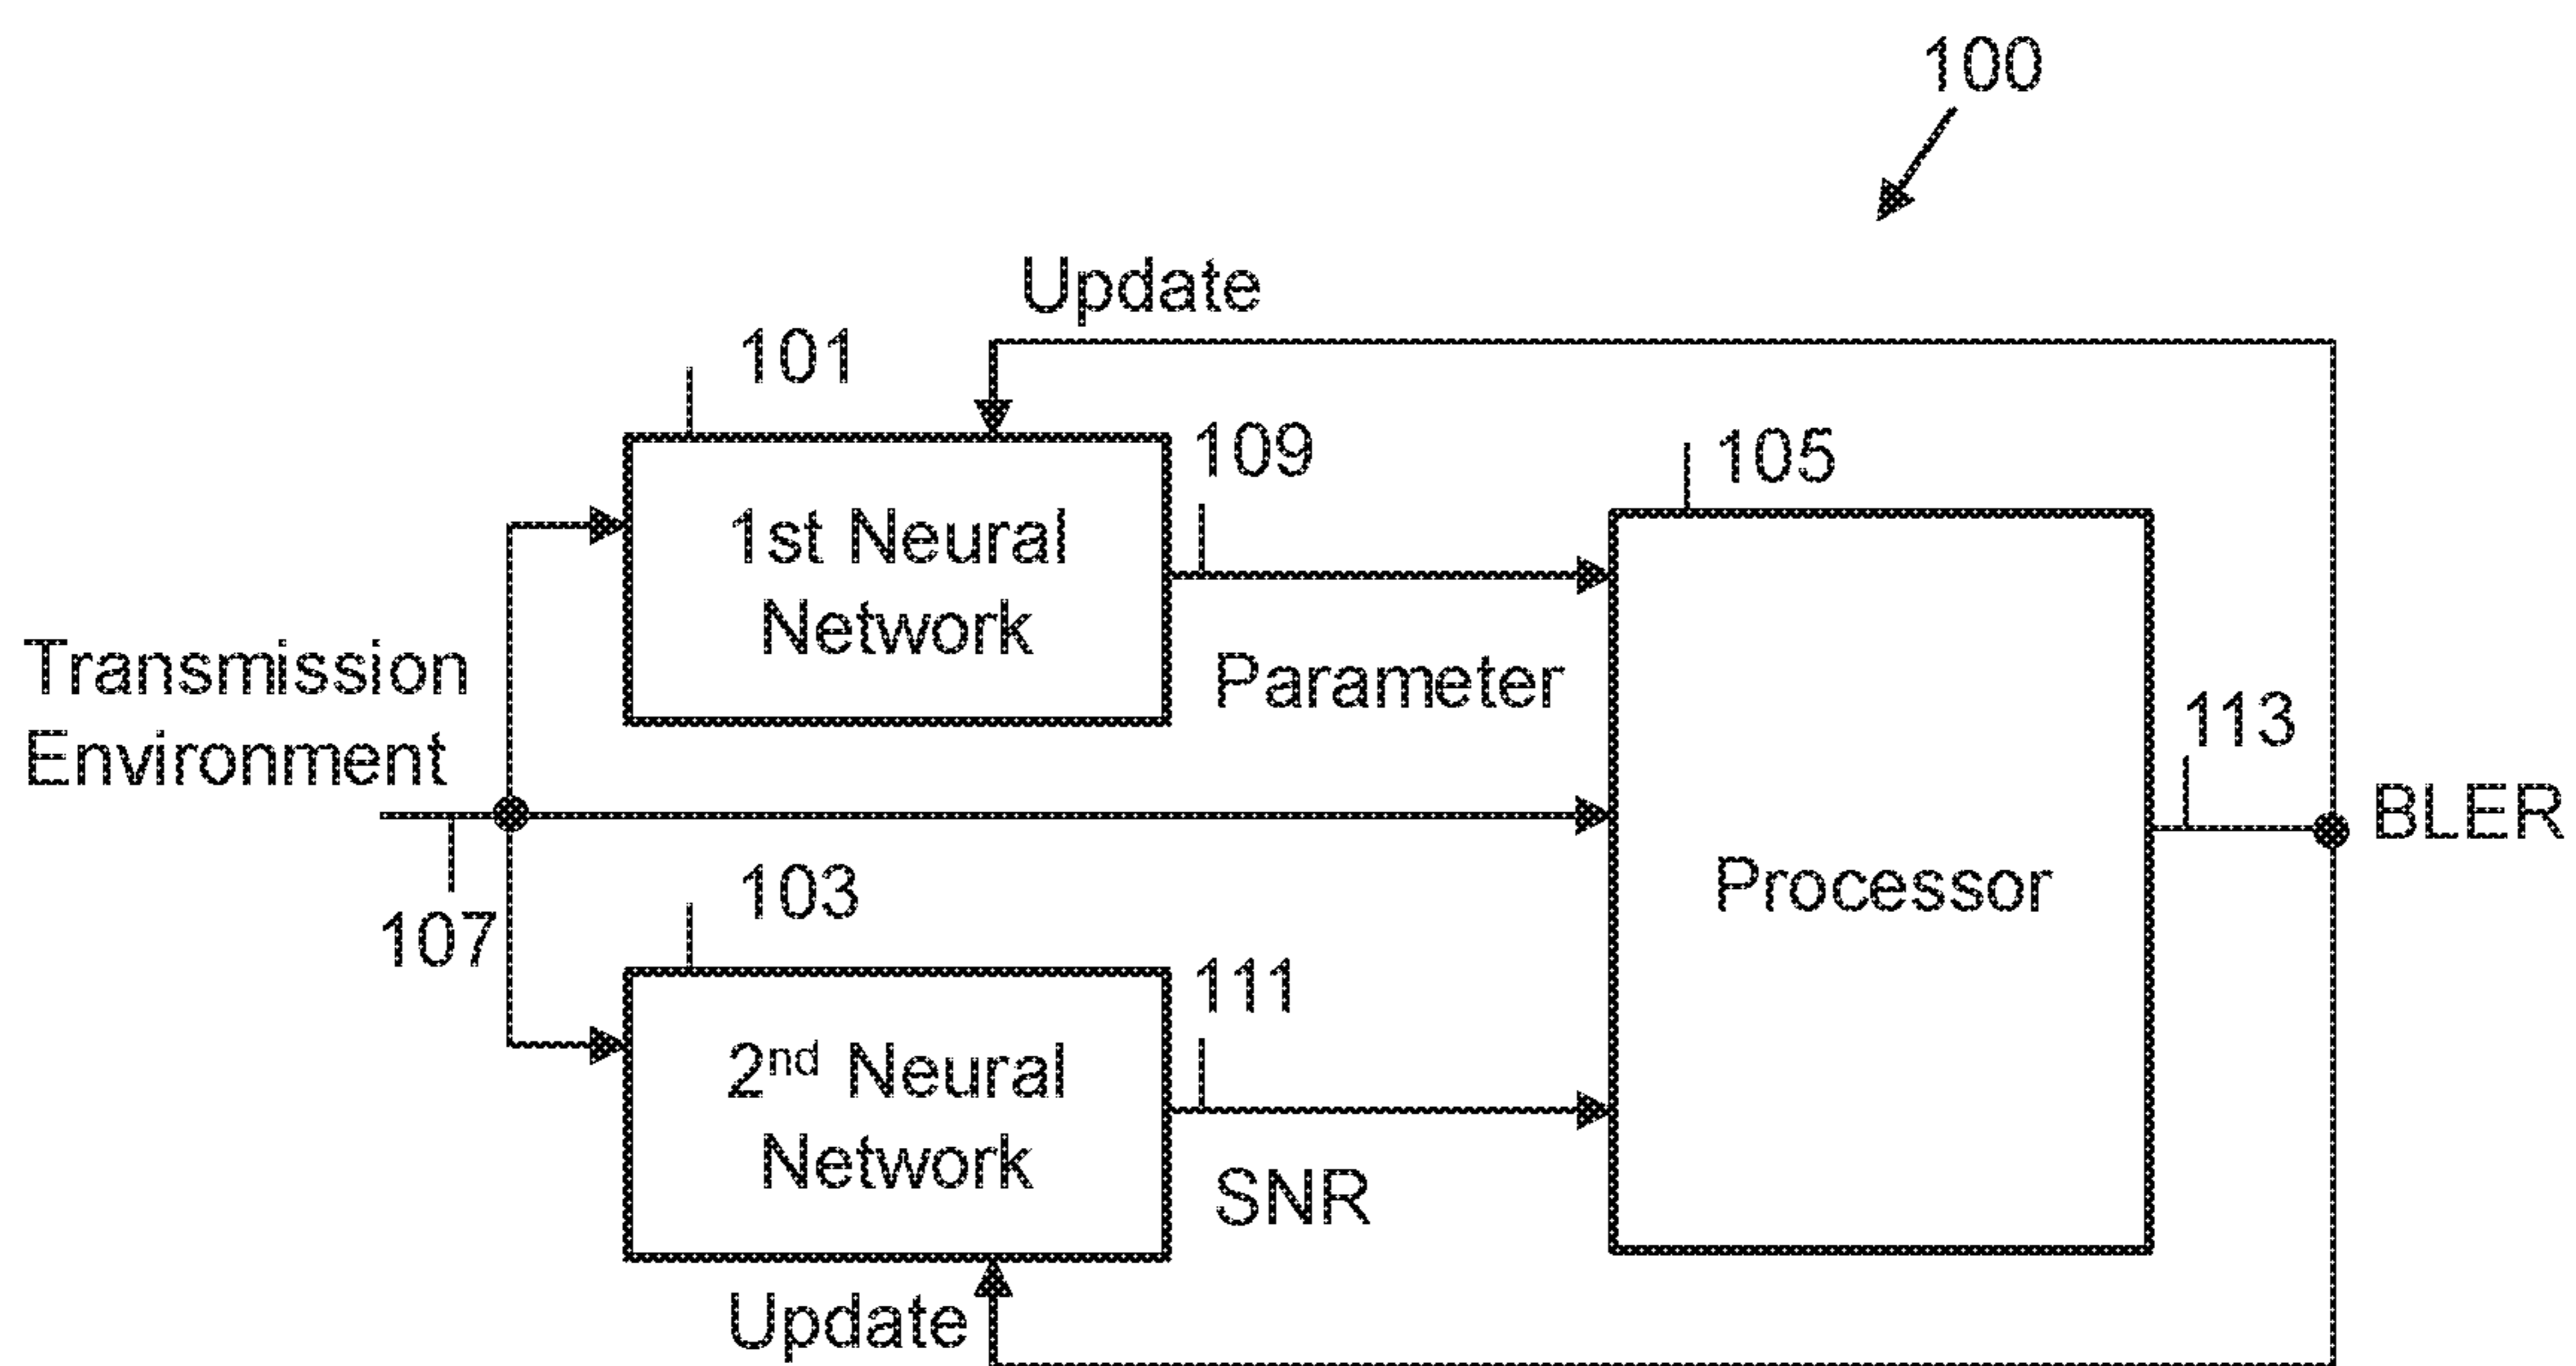 100
Update
101
109
105
1st Neural
Network
Transmission
Environment
Parameter
113
BLER
Processor
107
103
111
2nd Neural
Network
SNR
Update